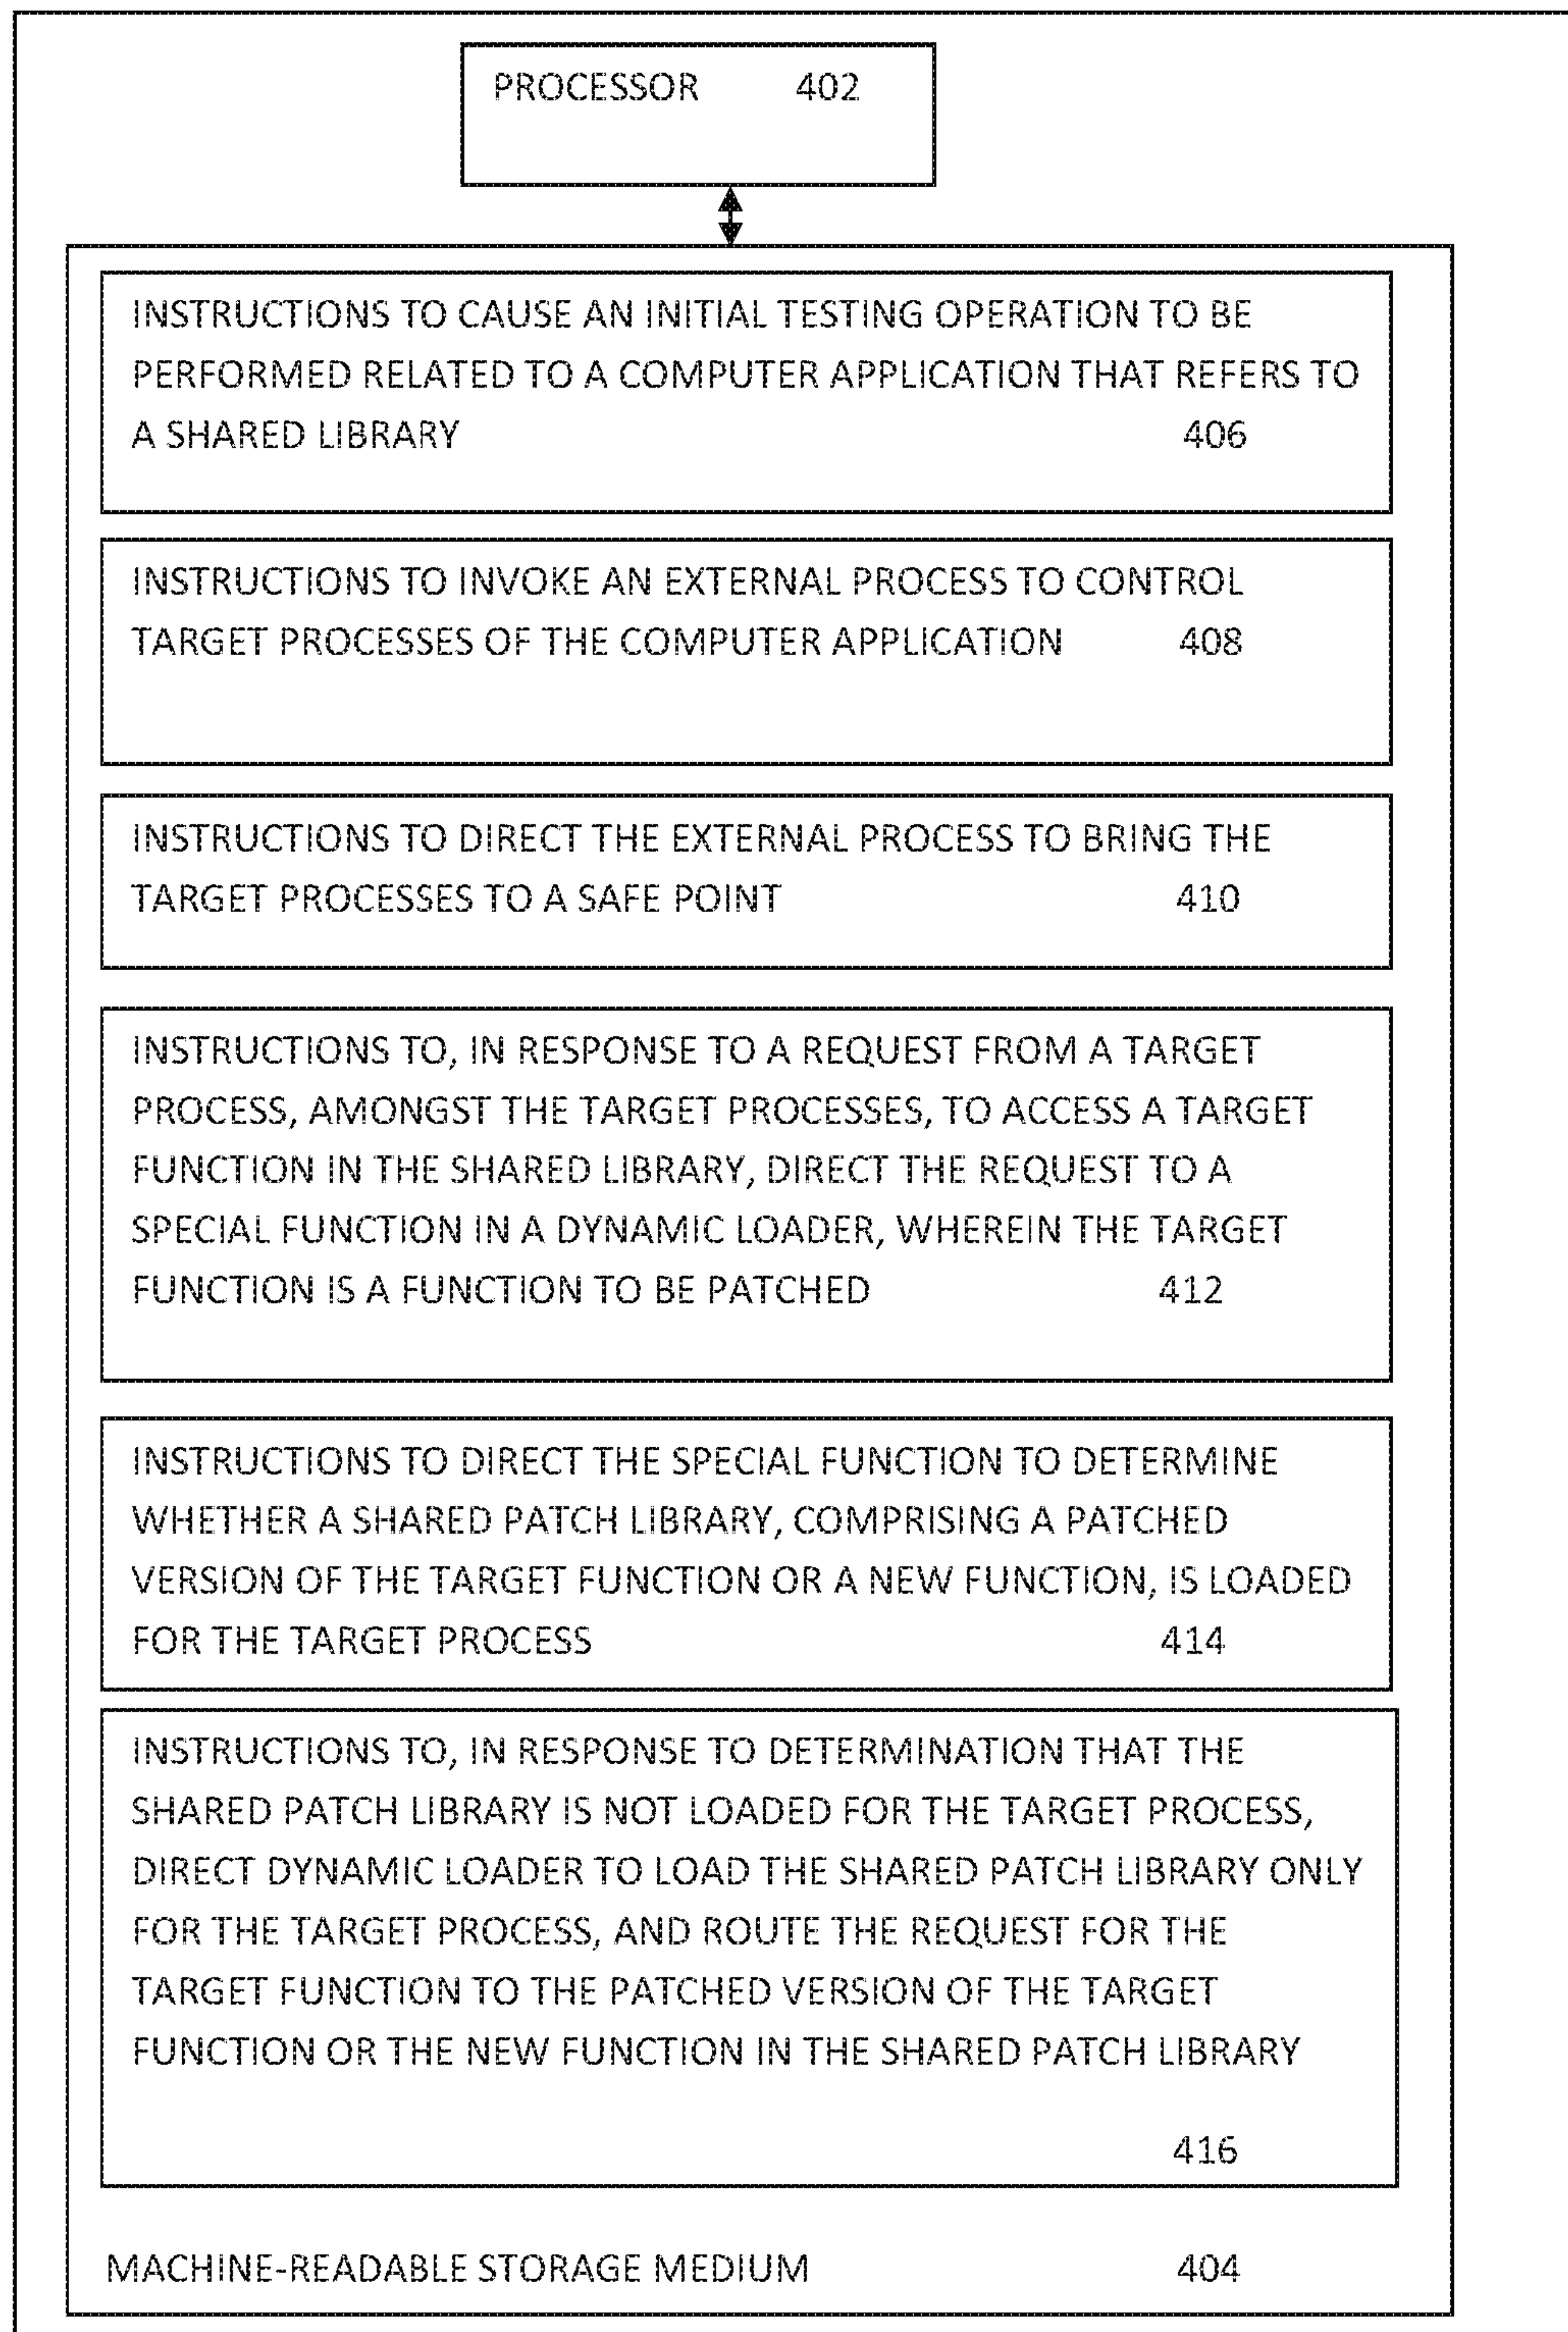 PROCESSOR 402
INSTRUCTIONS TO CAUSE AN INITIAL TESTING OPERATION TO BE
PERFORMED RELATED TO A COMPUTER APPLICATION THAT REFERS TO
A SHARED LIBRARY 406
INSTRUCTIONS TO INVOKE AN EXTERNAL PROCESS TO CONTROL
TARGET PROCESSES OF THE COMPUTER APPLICATION 408
INSTRUCTIONS TO DIRECT THE EXTERNAL PROCESS TO BRING THE
TARGET PROCESSES TO A SAFE POINT 410
INSTRUCTIONS TO, IN RESPONSE TO A REQUEST FROM A TARGET
PROCESS, AMONGST THE TARGET PROCESSES, TO ACCESS A TARGET
FUNCTION IN THE SHARED LIBRARY, DIRECT THE REQUEST TO A
SPECIAL FUNCTION IN A DYNAMIC LOADER, WHEREIN THE TARGET
FUNCTION IS A FUNCTION TO BE PATCHED 412
INSTRUCTIONS TO DIRECT THE SPECIAL FUNCTION TO DETERMINE
WHETHER A SHARED PATCH LIBRARY, COMPRISING A PATCHED
VERSION OF THE TARGET FUNCTION OR A NEW FUNCTION, IS LOADED
FOR THE TARGET PROCESS 414
INSTRUCTIONS TO, IN RESPONSE TO DETERMINATION THAT THE
SHARED PATCH LIBRARY IS NOT LOADED FOR THE TARGET PROCESS,
DIRECT DYNAMIC LOADER TO LOAD THE SHARED PATCH LIBRARY ONLY
FOR THE TARGET PROCESS, AND ROUTE THE REQUEST FOR THE
TARGET FUNCTION TO THE PATCHED VERSION OF THE TARGET
FUNCTION OR THE NEW FUNCTION IN THE SHARED PATCH LIBRARY
416
MACHINE-READABLE STORAGE MEDIUM 404